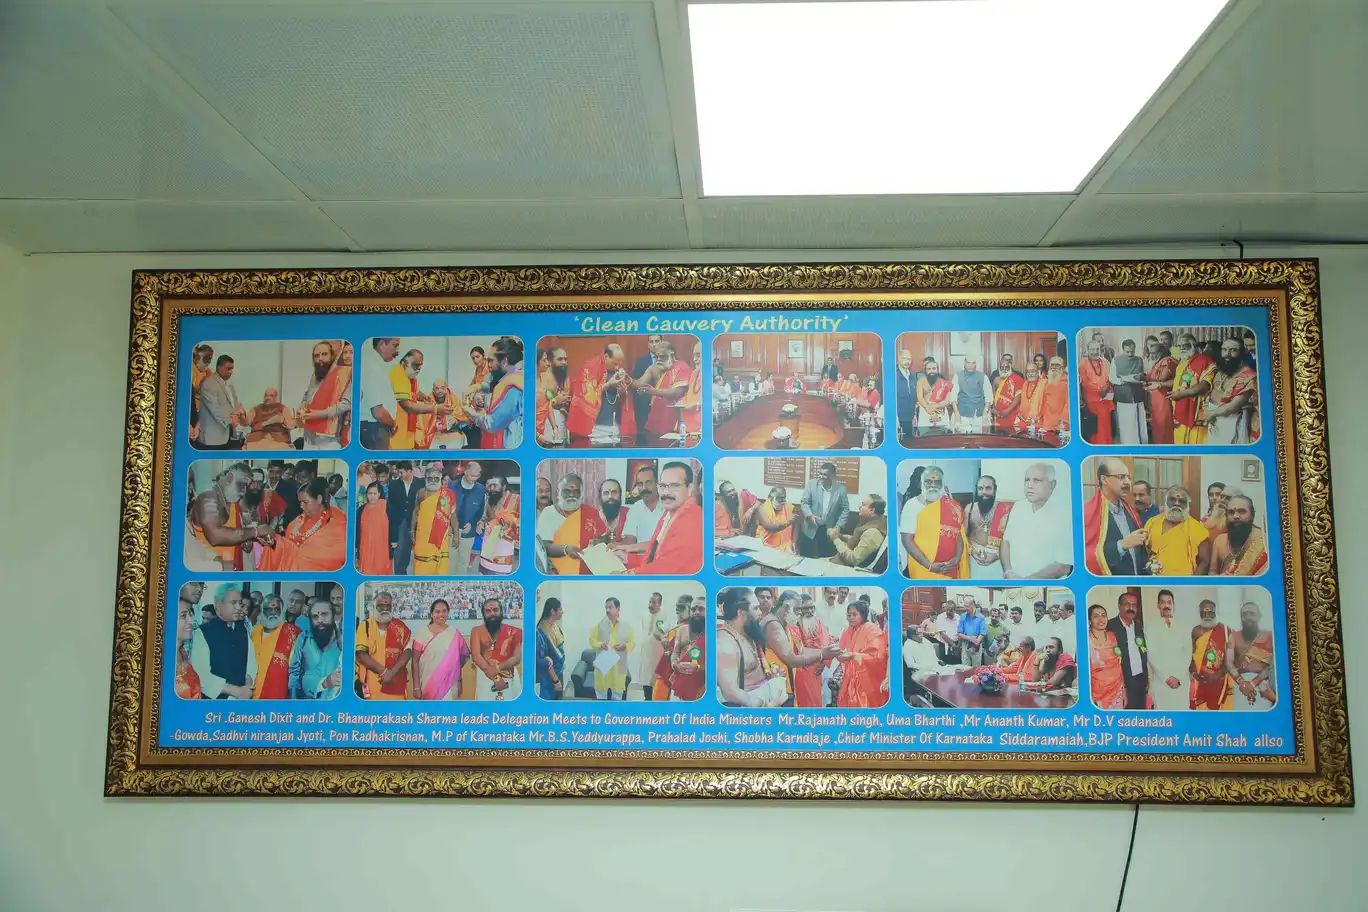 'Clean Cauvery Authority'
Sri .Ganesh Dixit and Dr. Bhanuprakash Sharma leads Delegation Meets to Government Of India Ministers Mr.Rajanath singh, Uma Bharthi ,Mr Ananth Kumar, Mr D.V sadanada
-Gowda,Sadhvi niranjan Jyoti, Pon Radhakrisnan, M.P of Karnataka Mr.B.S.Yeddyurappa, Prahalad Joshi, Shobha Karndlaje ,Chief Minister Of Karnataka Siddaramaiah,BJP President Amit Shah allso